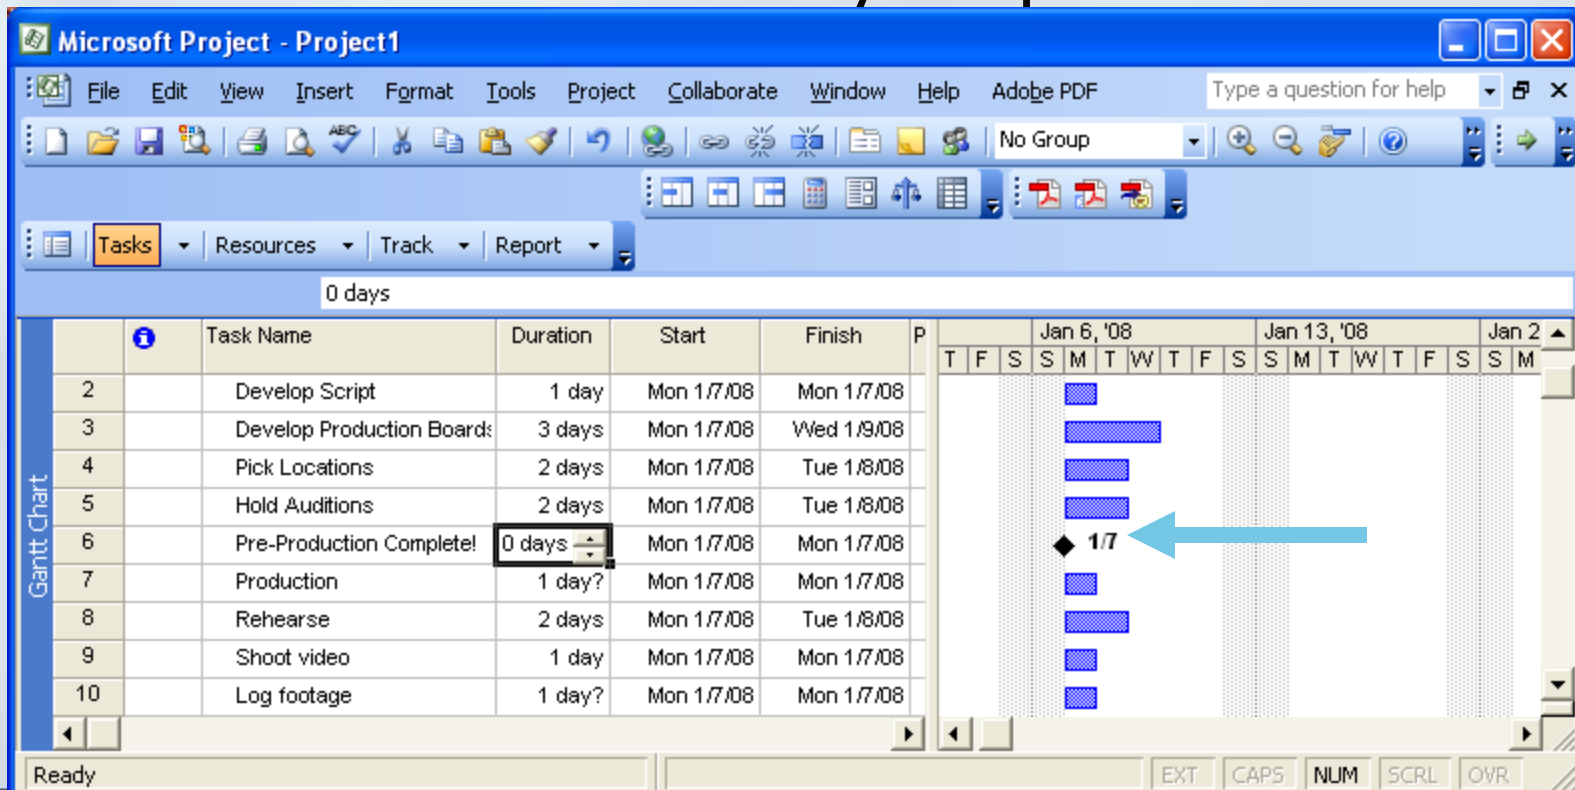 Microsoft Project - Project1
File Edit View Insert Format Tools Project Collaborate Window Help Adobe PDF Type a question for help
ABC No Group
Tasks Resources Track Report
0 days
Task Name Duration Start Finish P Jan 6, '08 Jan 13, '08 Jan 2
T F S S M T W T F S S M T W T F S S M
2 Develop Script 1 day Mon 1/7/08 Mon 1/7/08
3 Develop Production Boards 3 days Mon 1/7/08 Wed 1/9/08
4 Pick Locations 2 days Mon 1/7/08 Tue 1/8/08
5 Hold Auditions 2 days Mon 1/7/08 Tue 1/8/08
6 Pre-Production Complete! 0 days Mon 1/7/08 Mon 1/7/08 1/7
7 Production 1 day? Mon 1/7/08 Mon 1/7/08
8 Rehearse 2 days Mon 1/7/08 Tue 1/8/08
9 Shoot video 1 day Mon 1/7/08 Mon 1/7/08
10 Log footage 1 day? Mon 1/7/08 Mon 1/7/08
Gantt Chart
Ready EXT CAPS NUM SCRL OVR